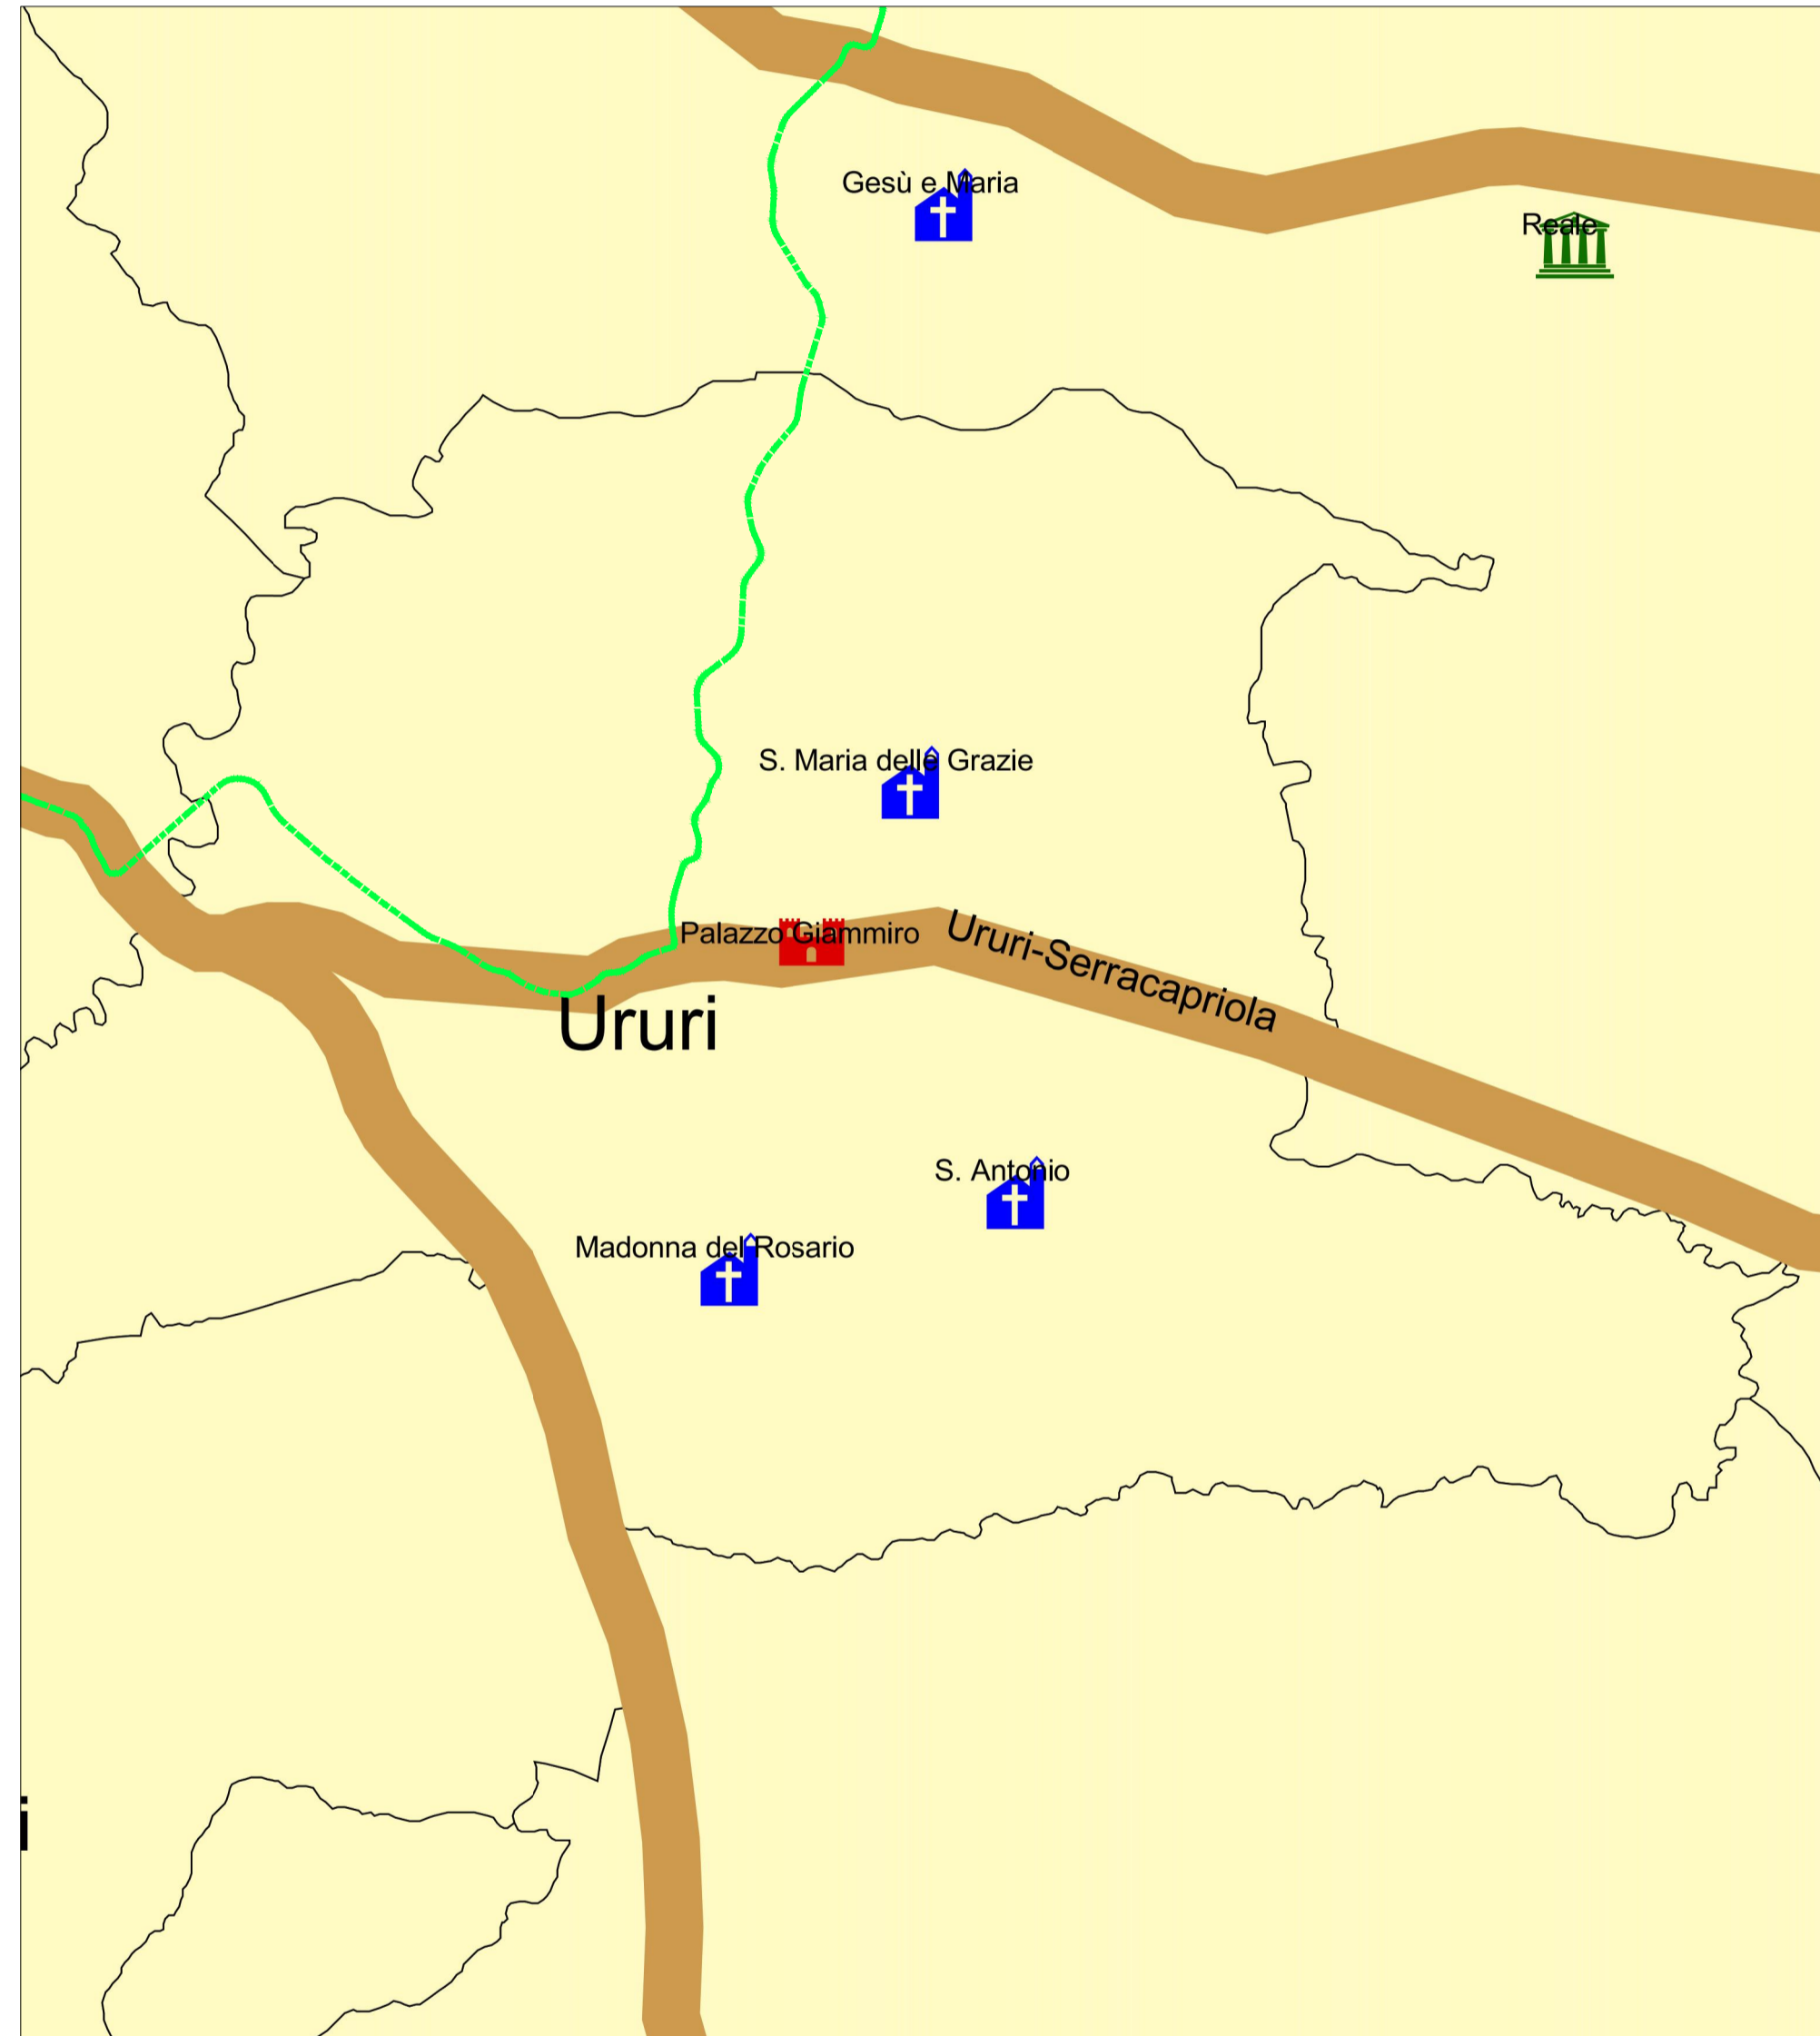 Gesù e Maria
Reale
S. Maria delle Grazie
Palazzo Giammiro
Ururi-Serracapriola
Ururi
S. Antonio
Madonna del Rosario
i